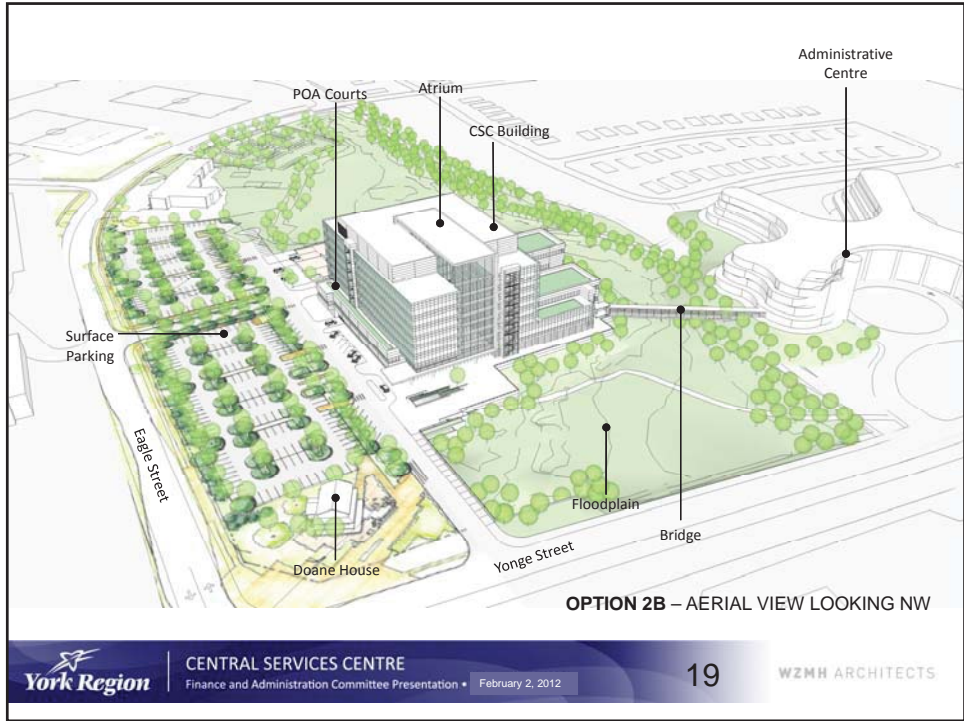 Administrative
Centre
POA Courts
Atrium
CSC Building
Surface
Parking
Eagle Street
Floodplain
Bridge
Yonge Street
Doane House
OPTION 2B – AERIAL VIEW LOOKING NW
York Region
CENTRAL SERVICES CENTRE
Finance and Administration Committee Presentation • February 2, 2012
19
WZMH ARCHITECTS